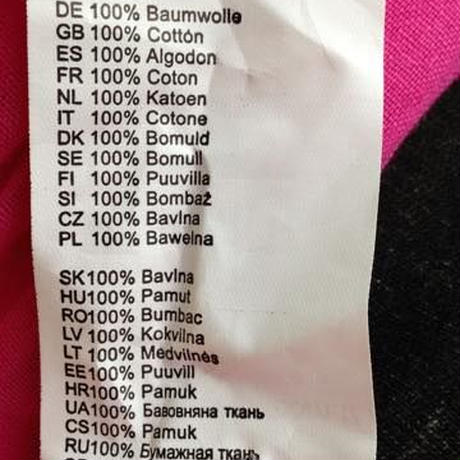 DE 100% Baumwolle
GB 100% Cotton
ES 100% Algodon
FR 100% Coton
NL 100% Katoen
IT 100% Cotone
DK 100% Bomuld
SE 100% Bomull
FI 100% Puuvilla
SI 100% Bombaž
CZ 100% Bavlna
PL 100% Bawelna
SK100% Bavlna
HU100% Pamut
RO100% Bumbac
LV 100% Kokvilna
LT 100% Medvilnės
EE100% Puuvill
HR100% Pamuk
UA100% Бавовняна ткань
CS100% Pamuk
RU100% Бумажная ткань